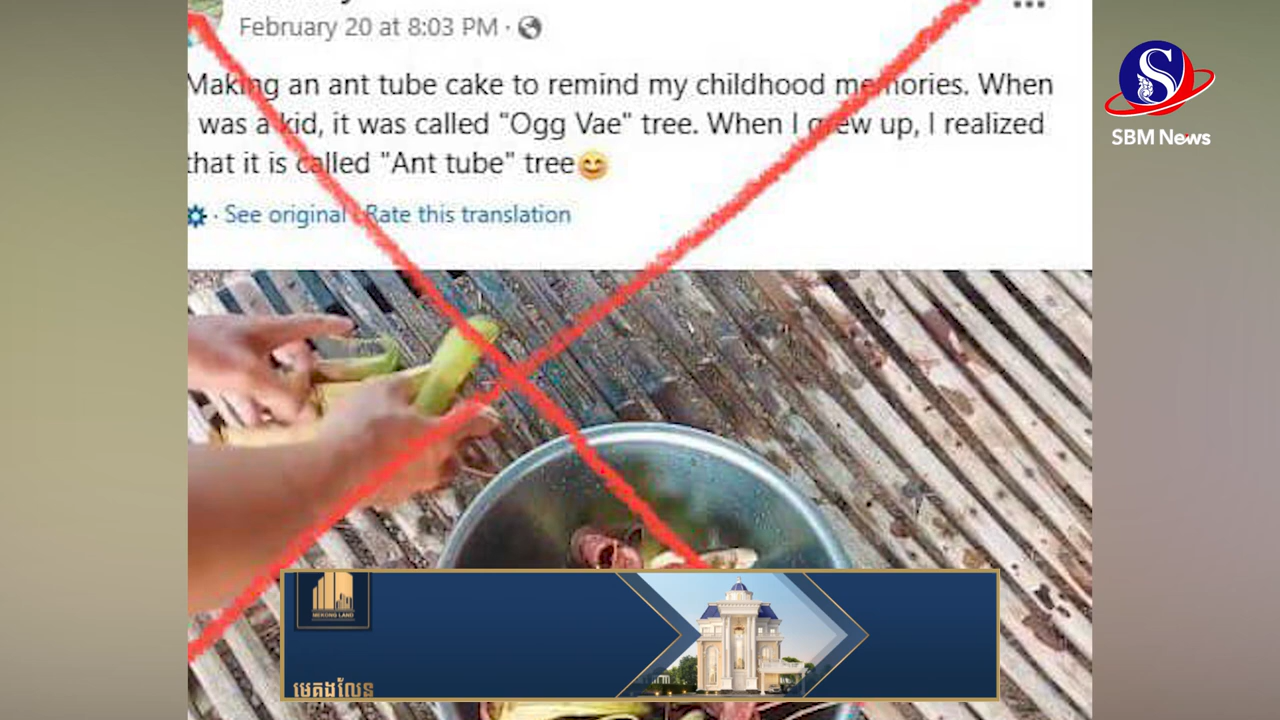 February 20 at 8:03 PM ·
SBM News
Making an ant tube cake to remind my childhood memories. When
I was a kid, it was called "Ogg Vae" tree. When I grew up, I realized
that it is called "Ant tube" tree😊
· See original · Rate this translation
MEKONG LAND
មេគង្គលែន